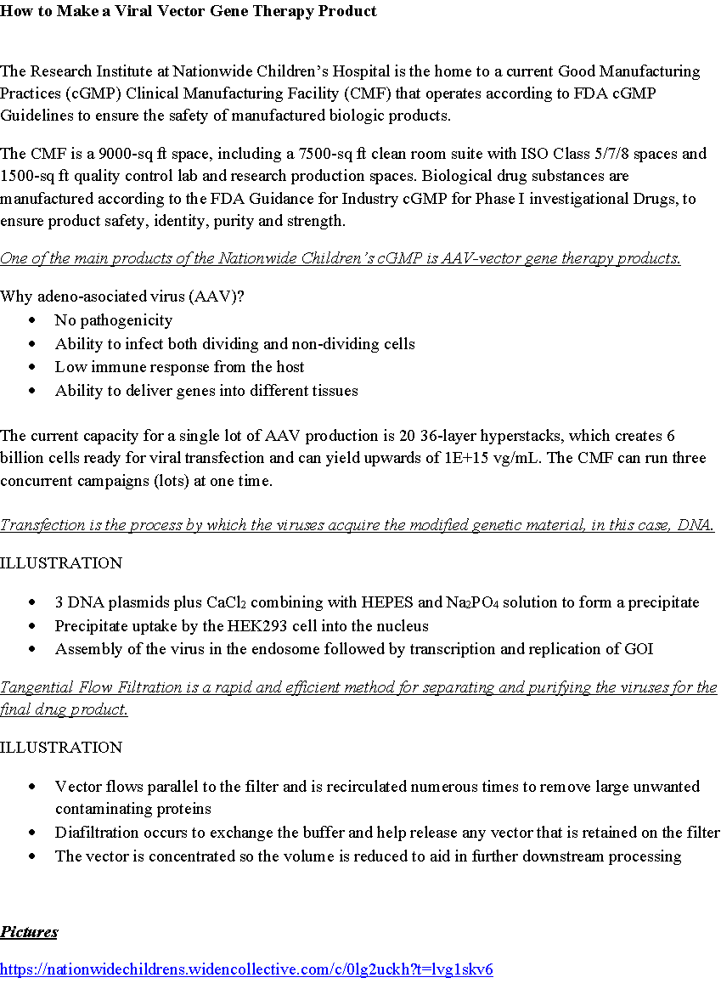 How to Make a Viral Vector Gene Therapy Product
The Research Institute at Nationwide Children's Hospital is the home to a current Good Manufacturing
Practices (cGMP) Clinical Manufacturing Facility (CMF) that operates according to FDA cGMP
Guidelines to ensure the safety of manufactured biologic products.
The CMF is a 9000-sq ft space, including a 7500-sq ft clean room suite with ISO Class 5/7/8 spaces and
1500-sq ft quality control lab and research production spaces. Biological drug substances are
manufactured according to the FDA Guidance for Industry cGMP for Phase I investigational Drugs, to
ensure product safety, identity, purity and strength.
One of the main products of the Nationwide Children's cGMP is AAV-vector gene therapy products.
Why adeno-asociated virus (AAV)?
• No pathogenicity
• Ability to infect both dividing and non-dividing cells
• Low immune response from the host
• Ability to deliver genes into different tissues
The current capacity for a single lot of AAV production is 20 36-layer hyperstacks, which creates 6
billion cells ready for viral transfection and can yield upwards of 1E+15 vg/mL. The CMF can run three
concurrent campaigns (lots) at one time.
Transfection is the process by which the viruses acquire the modified genetic material, in this case, DNA.
ILLUSTRATION
• 3 DNA plasmids plus CaCl₂ combining with HEPES and Na₂PO₄ solution to form a precipitate
• Precipitate uptake by the HEK293 cell into the nucleus
• Assembly of the virus in the endosome followed by transcription and replication of GOI
Tangential Flow Filtration is a rapid and efficient method for separating and purifying the viruses for the
final drug product.
ILLUSTRATION
• Vector flows parallel to the filter and is recirculated numerous times to remove large unwanted
contaminating proteins
• Diafiltration occurs to exchange the buffer and help release any vector that is retained on the filter
• The vector is concentrated so the volume is reduced to aid in further downstream processing
Pictures
https://nationwidechildrens.widencollective.com/c/0lg2uckh?t=lvg1skv6